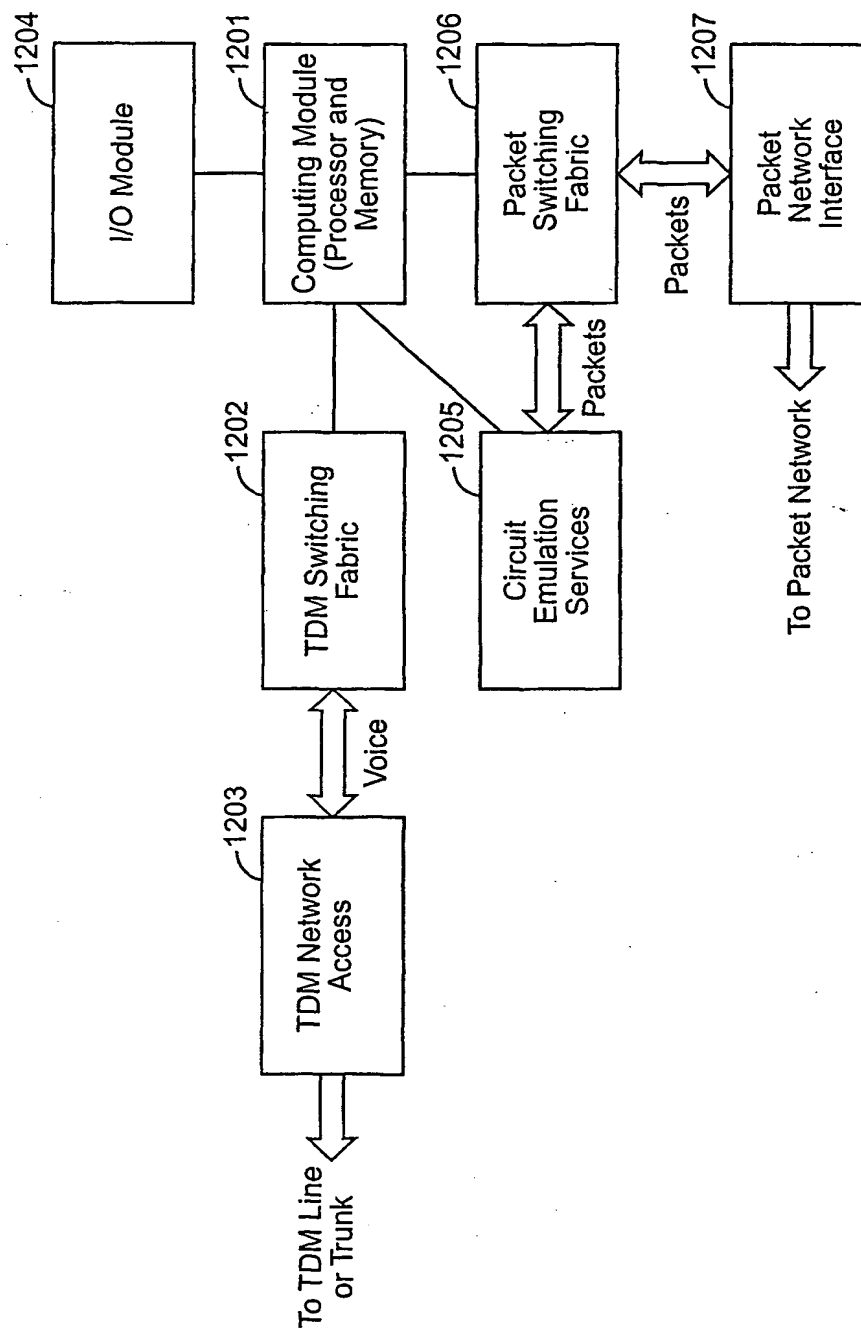 1204
I/O Module
1201
Computing Module
(Processor and
Memory)
1206
Packet
Switching
Fabric
1207
Packet
Network
Interface
Packets
Packets
1202
TDM Switching
Fabric
1205
Circuit
Emulation
Services
To Packet Network
Voice
1203
TDM Network
Access
To TDM Line
or Trunk